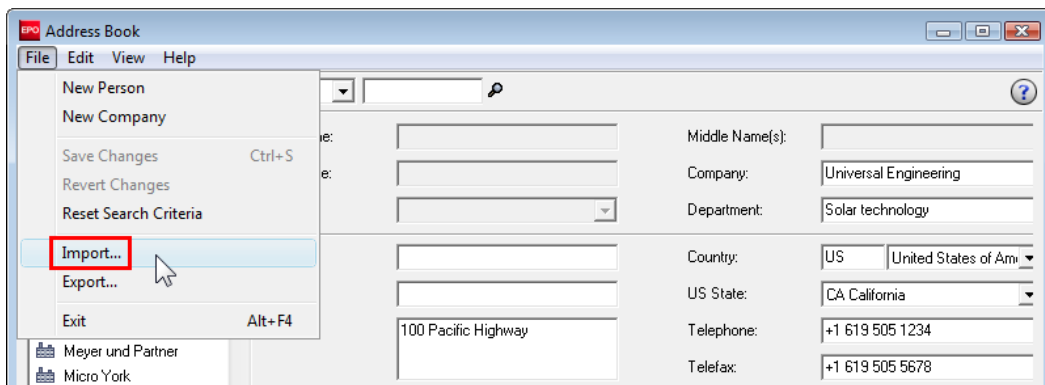 EPO Address Book
File Edit View Help
New Person
New Company
Save Changes Ctrl+S
Revert Changes
Reset Search Criteria
Import...
Export...
Exit Alt+F4
Meyer und Partner
Micro York
?
Middle Name(s):
Company: Universal Engineering
Department: Solar technology
Country: US United States of Am
US State: CA California
100 Pacific Highway
Telephone: +1 619 505 1234
Telefax: +1 619 505 5678